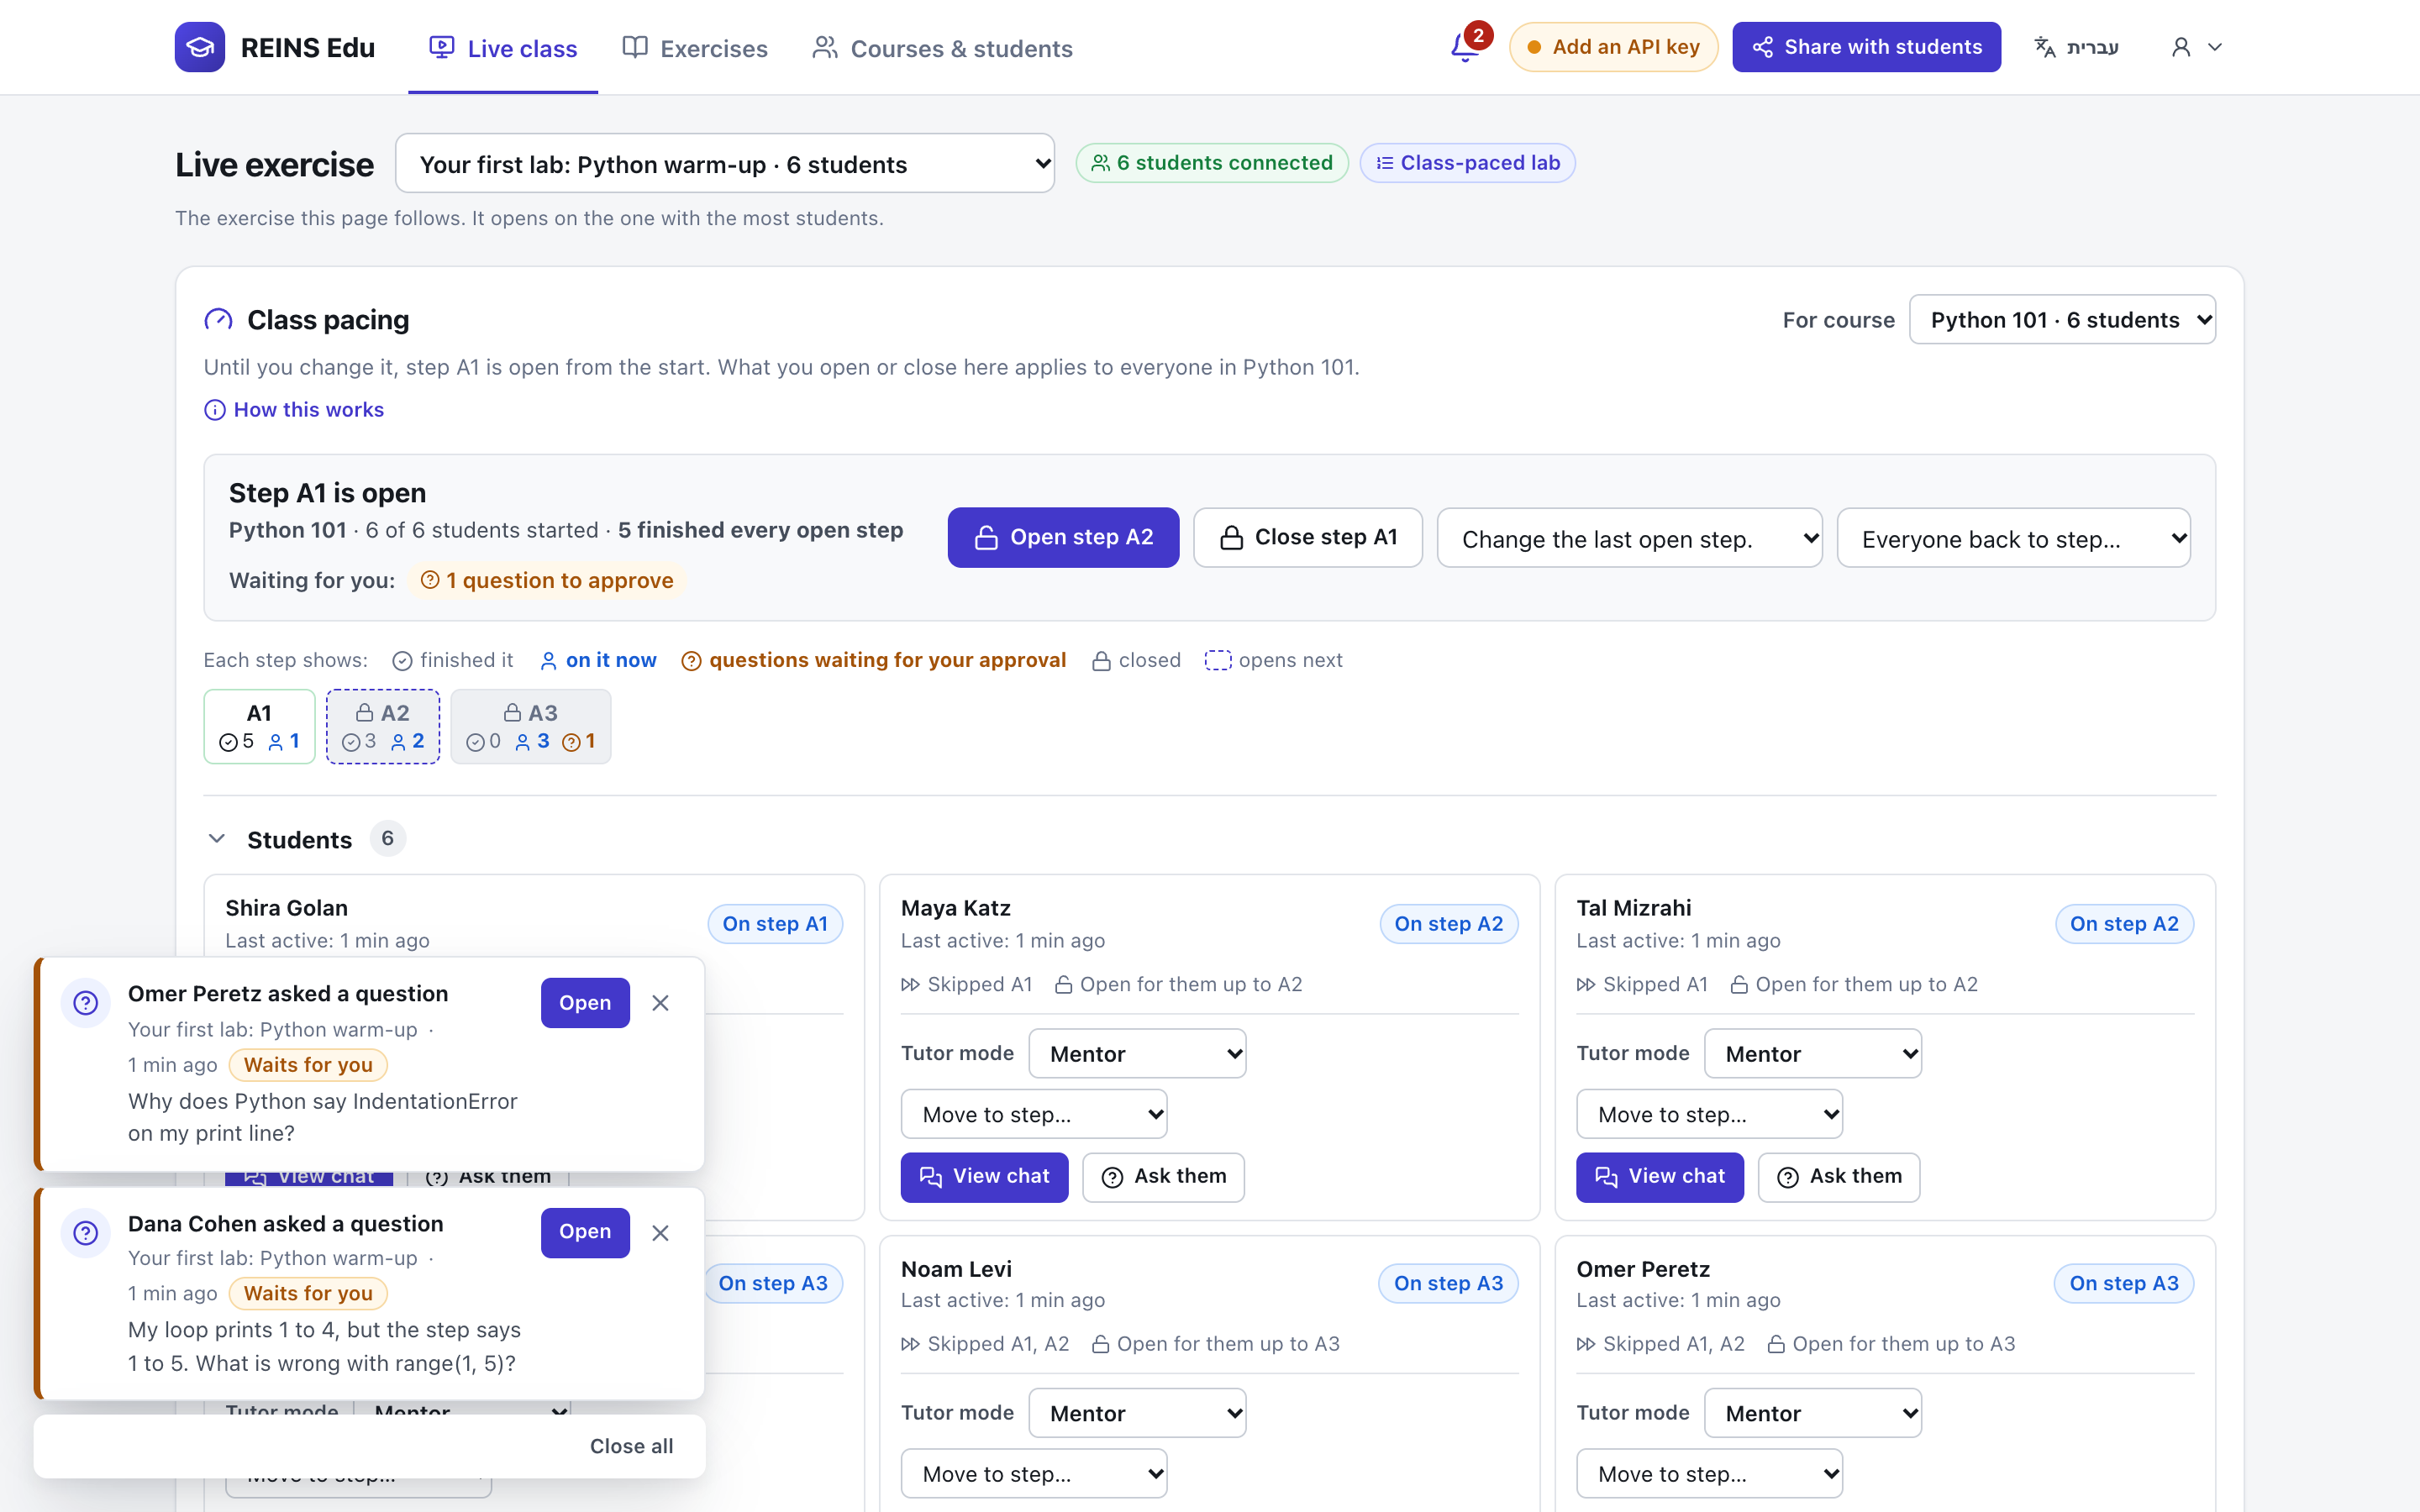 REINS Edu
Live class
Exercises
Courses & students
2
Add an API key
Share with students
עברית
Live exercise
Your first lab: Python warm-up · 6 students
6 students connected
Class-paced lab
The exercise this page follows. It opens on the one with the most students.
Class pacing
For course
Python 101 · 6 students
Until you change it, step A1 is open from the start. What you open or close here applies to everyone in Python 101.
How this works
Step A1 is open
Python 101 · 6 of 6 students started · 5 finished every open step
Waiting for you:
1 question to approve
Open step A2
Close step A1
Change the last open step.
Everyone back to step...
Each step shows:
finished it
on it now
questions waiting for your approval
closed
opens next
A1
5 1
A2
3 2
A3
0 3 1
Students 6
Shira Golan
Last active: 1 min ago
On step A1
Maya Katz
Last active: 1 min ago
On step A2
Skipped A1
Open for them up to A2
Tutor mode
Mentor
Move to step...
View chat
Ask them
Tal Mizrahi
Last active: 1 min ago
On step A2
Skipped A1
Open for them up to A2
Tutor mode
Mentor
Move to step...
View chat
Ask them
Omer Peretz asked a question
Your first lab: Python warm-up ·
1 min ago
Waits for you
Why does Python say IndentationError
on my print line?
Open
View chat
Ask them
Dana Cohen asked a question
Your first lab: Python warm-up ·
1 min ago
Waits for you
My loop prints 1 to 4, but the step says
1 to 5. What is wrong with range(1, 5)?
Open
On step A3
Tutor mode
Mentor
Close all
Move to step...
Noam Levi
Last active: 1 min ago
On step A3
Skipped A1, A2
Open for them up to A3
Tutor mode
Mentor
Move to step...
Omer Peretz
Last active: 1 min ago
On step A3
Skipped A1, A2
Open for them up to A3
Tutor mode
Mentor
Move to step...